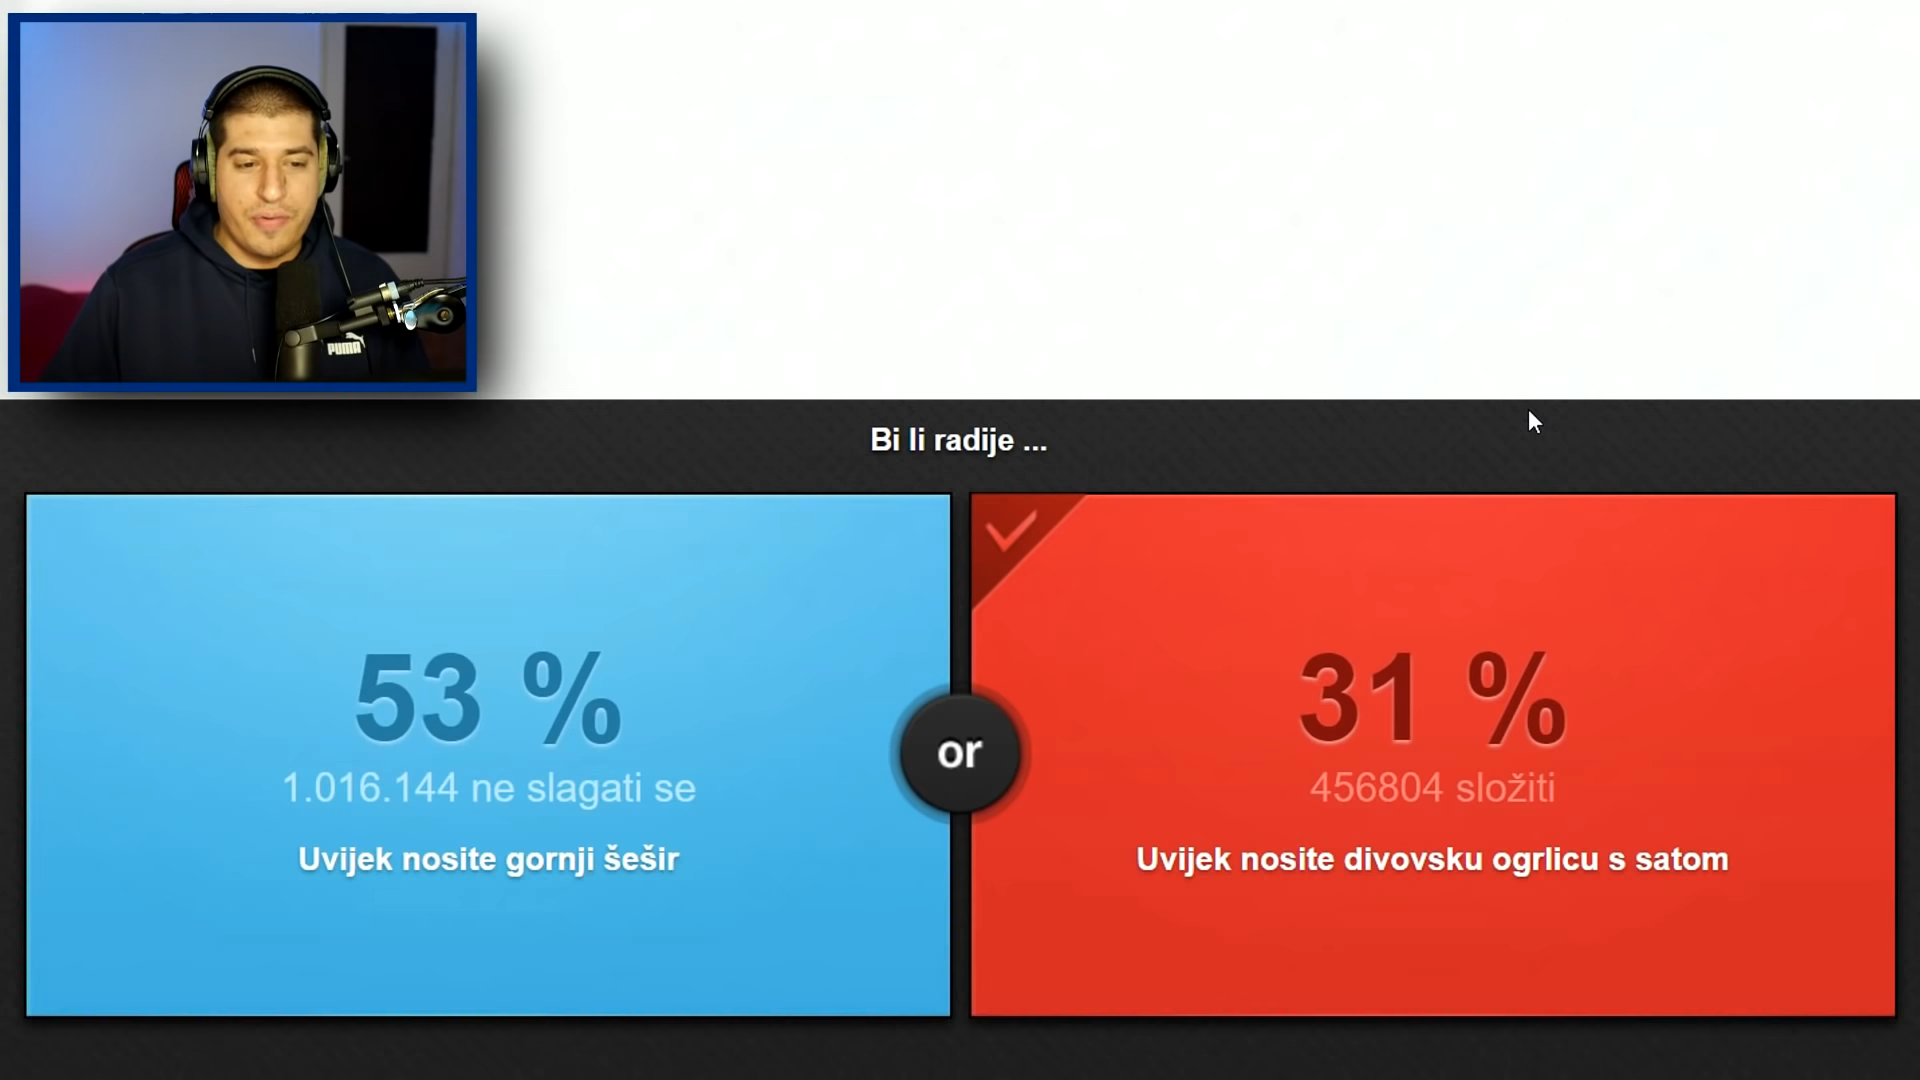 PUMA
Bi li radije ...
53 %
1.016.144 ne slagati se
Uvijek nosite gornji šešir
or
31 %
456804 složiti
Uvijek nosite divovsku ogrlicu s satom